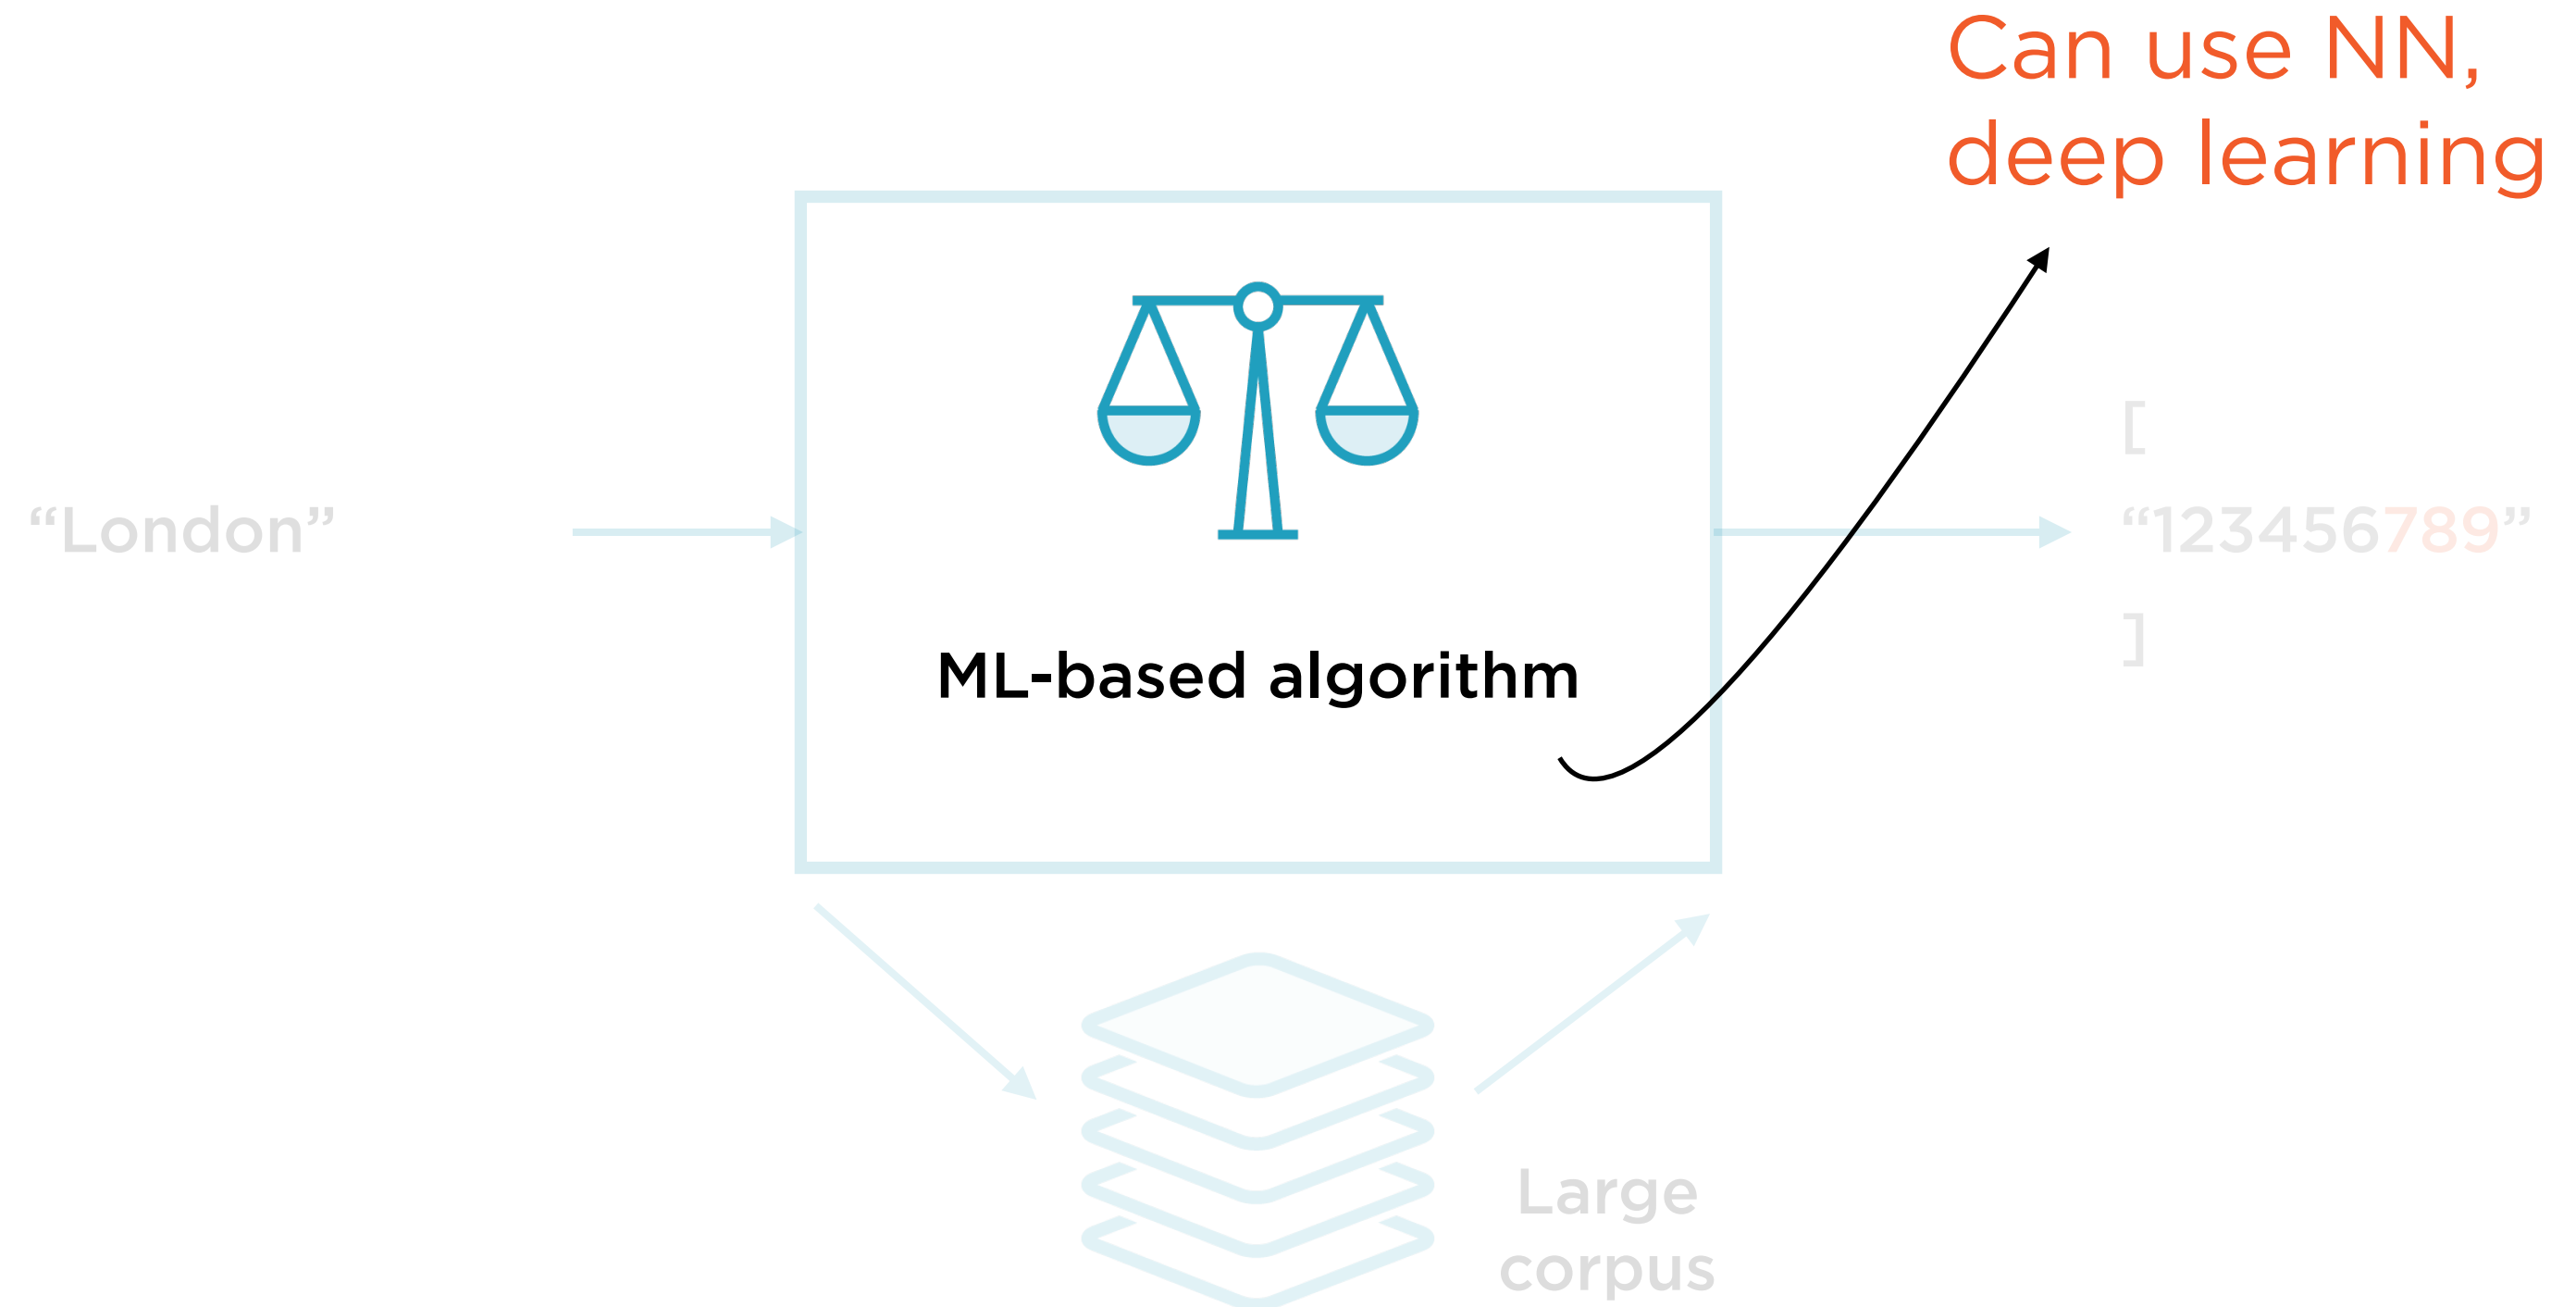 Can use NN,
deep learning
“London”
ML-based algorithm
[
“123456789”
]
Large
corpus